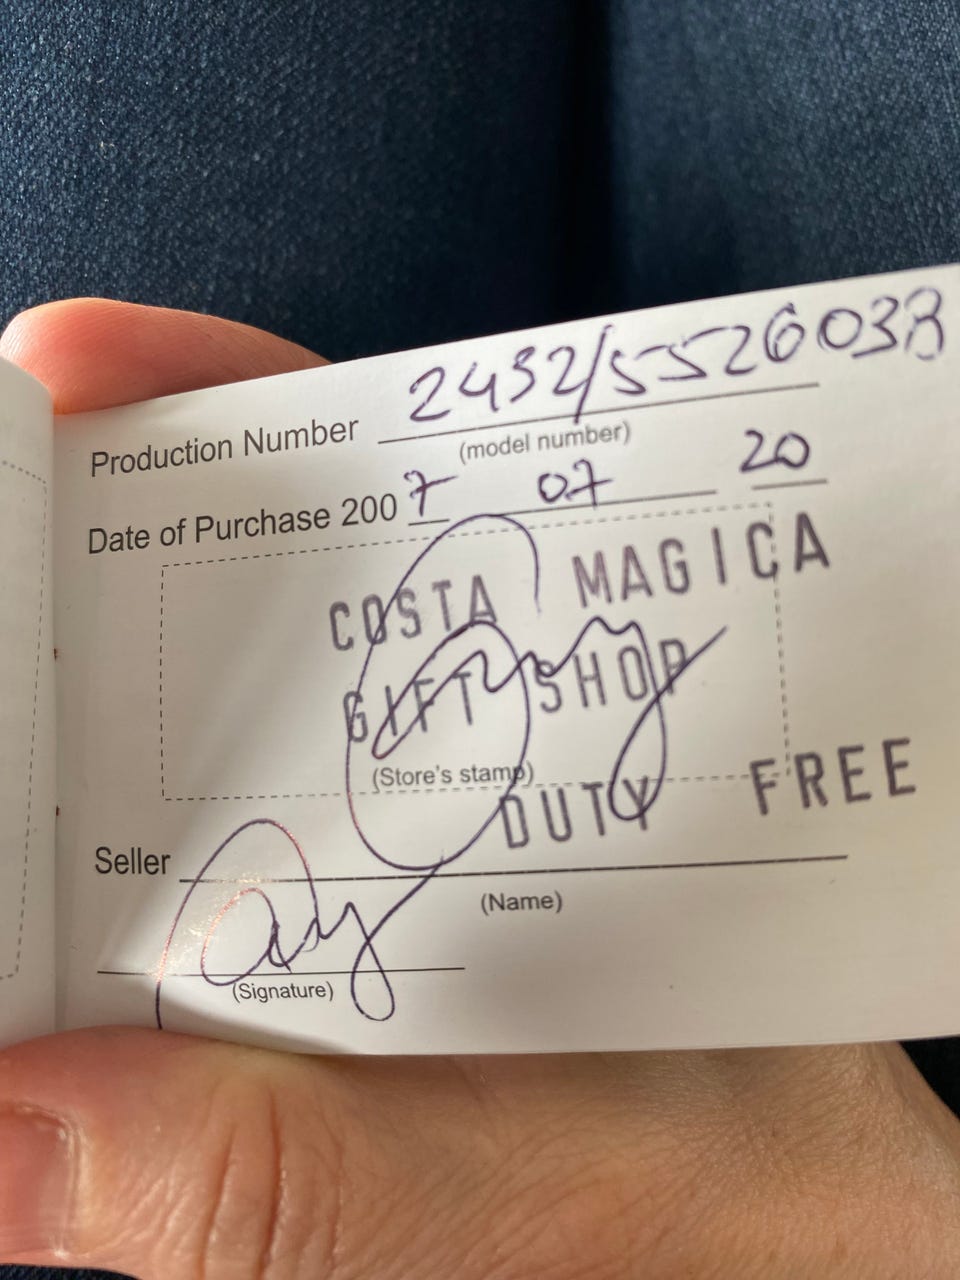 Production Number 2432/5526038
(model number)
Date of Purchase 2007 07 20
COSTA MAGICA
GIFT SHOP
(Store's stamp)
DUTY FREE
Seller
(Name)
(Signature)